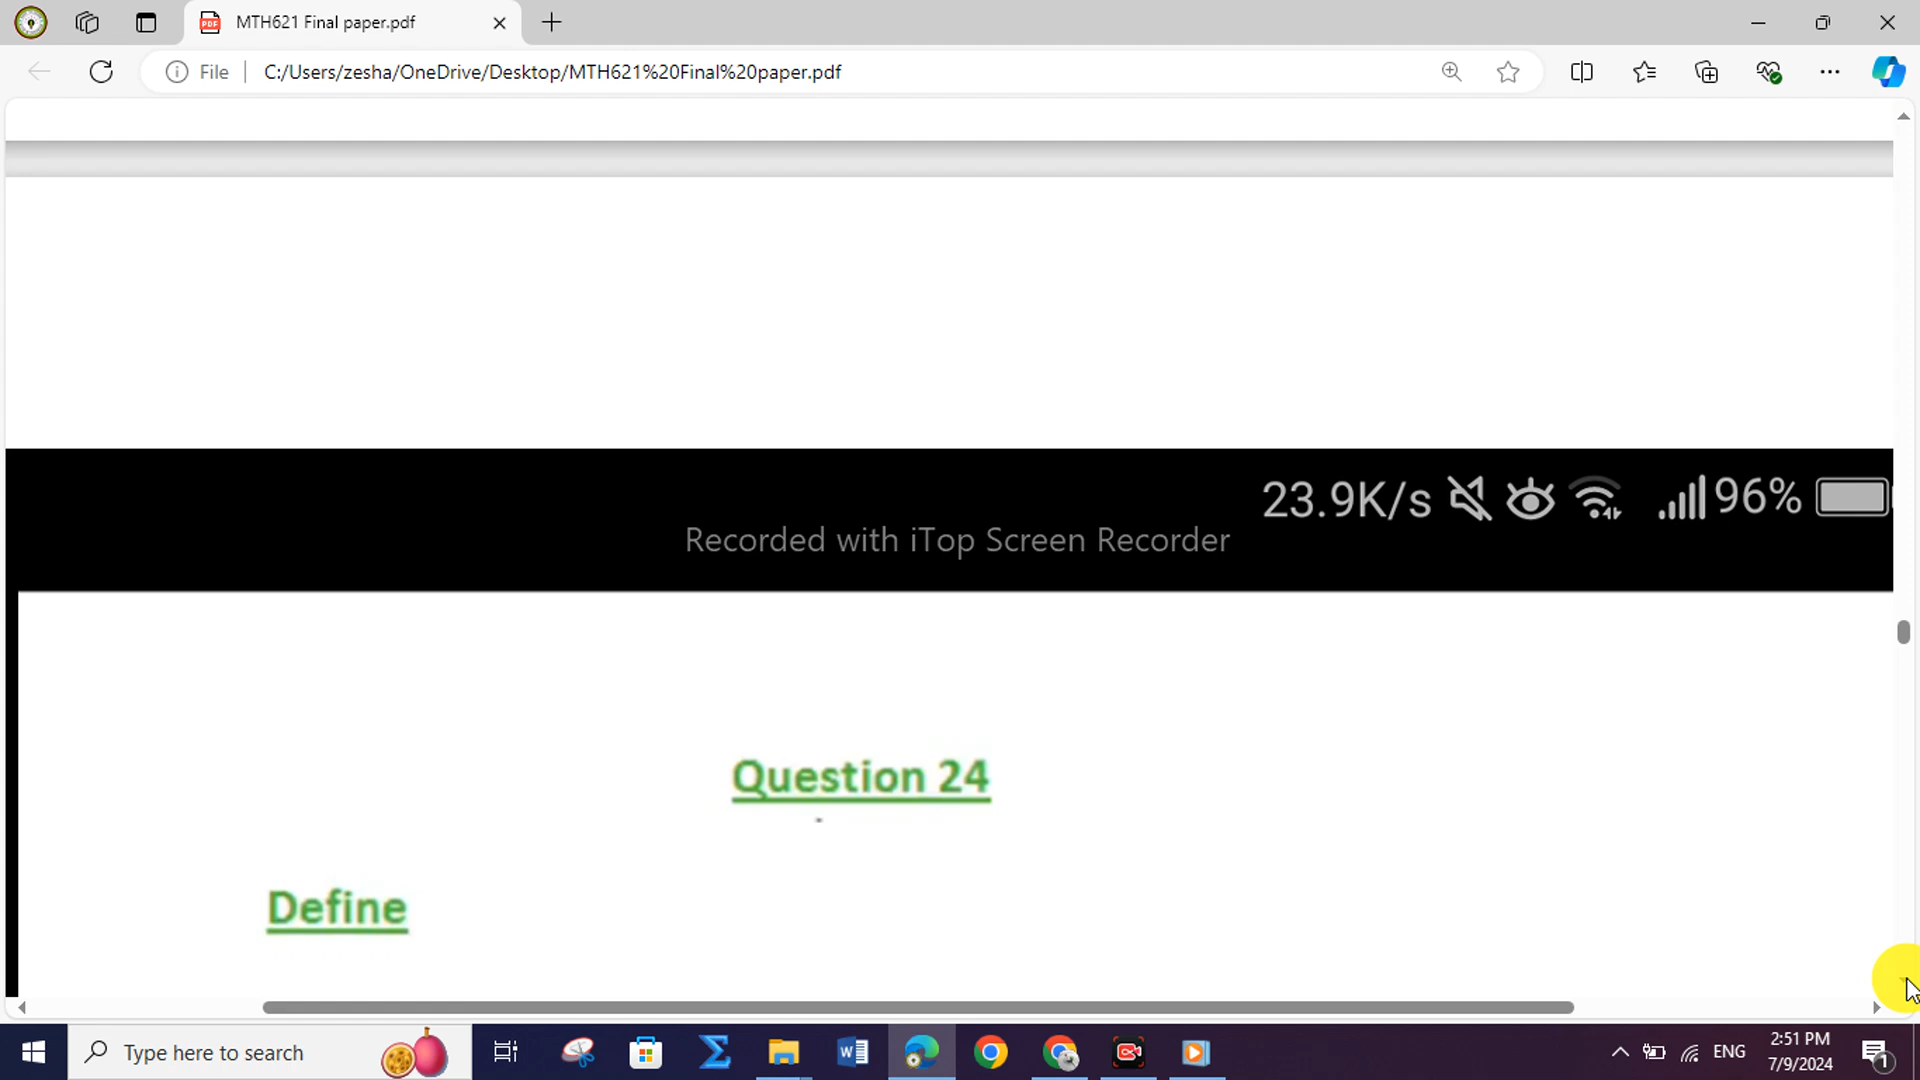 MTH621 Final paper.pdf
File
C:/Users/zesha/OneDrive/Desktop/MTH621%20Final%20paper.pdf
23.9K/s
96%
Recorded with iTop Screen Recorder
Question 24
Define
Type here to search
ENG
2:51 PM
7/9/2024
1